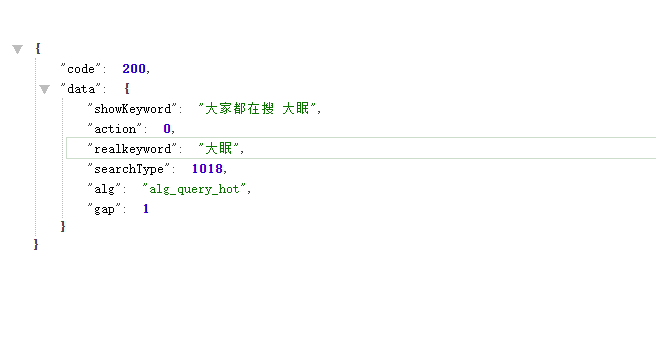 {
"code": 200,
"data": {
"showKeyword": "大家都在搜 大眠",
"action": 0,
"realkeyword": "大眠",
"searchType": 1018,
"alg": "alg_query_hot",
"gap": 1
}
}